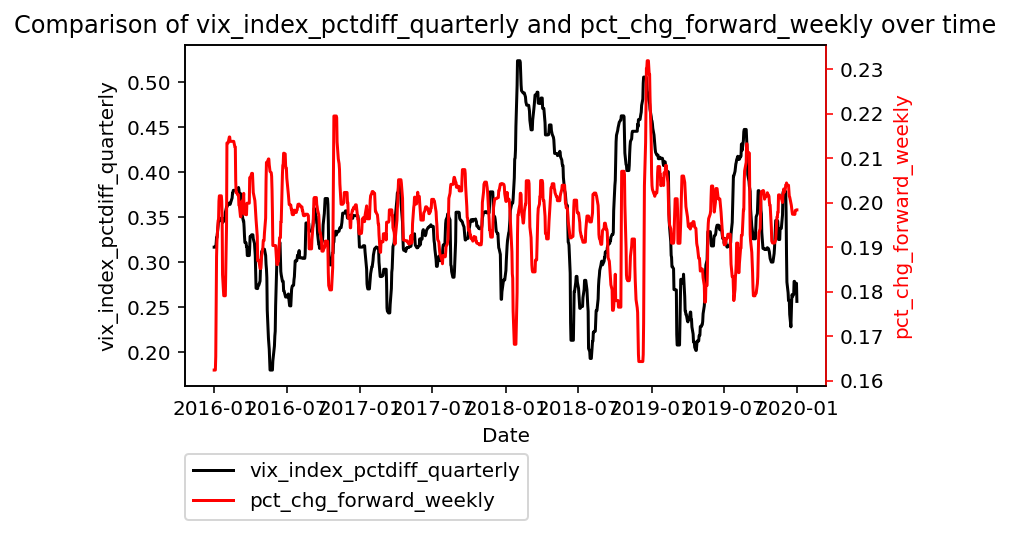 Comparison of vix_index_pctdiff_quarterly and pct_chg_forward_weekly over time
vix_index_pctdiff_quarterly
0.50
0.45
0.40
0.35
0.30
0.25
0.20
0.23
0.22
0.21
0.20
0.19
0.18
0.17
0.16
pct_chg_forward_weekly
2016-01 2016-07 2017-01 2017-07 2018-01 2018-07 2019-01 2019-07 2020-01
Date
vix_index_pctdiff_quarterly
pct_chg_forward_weekly